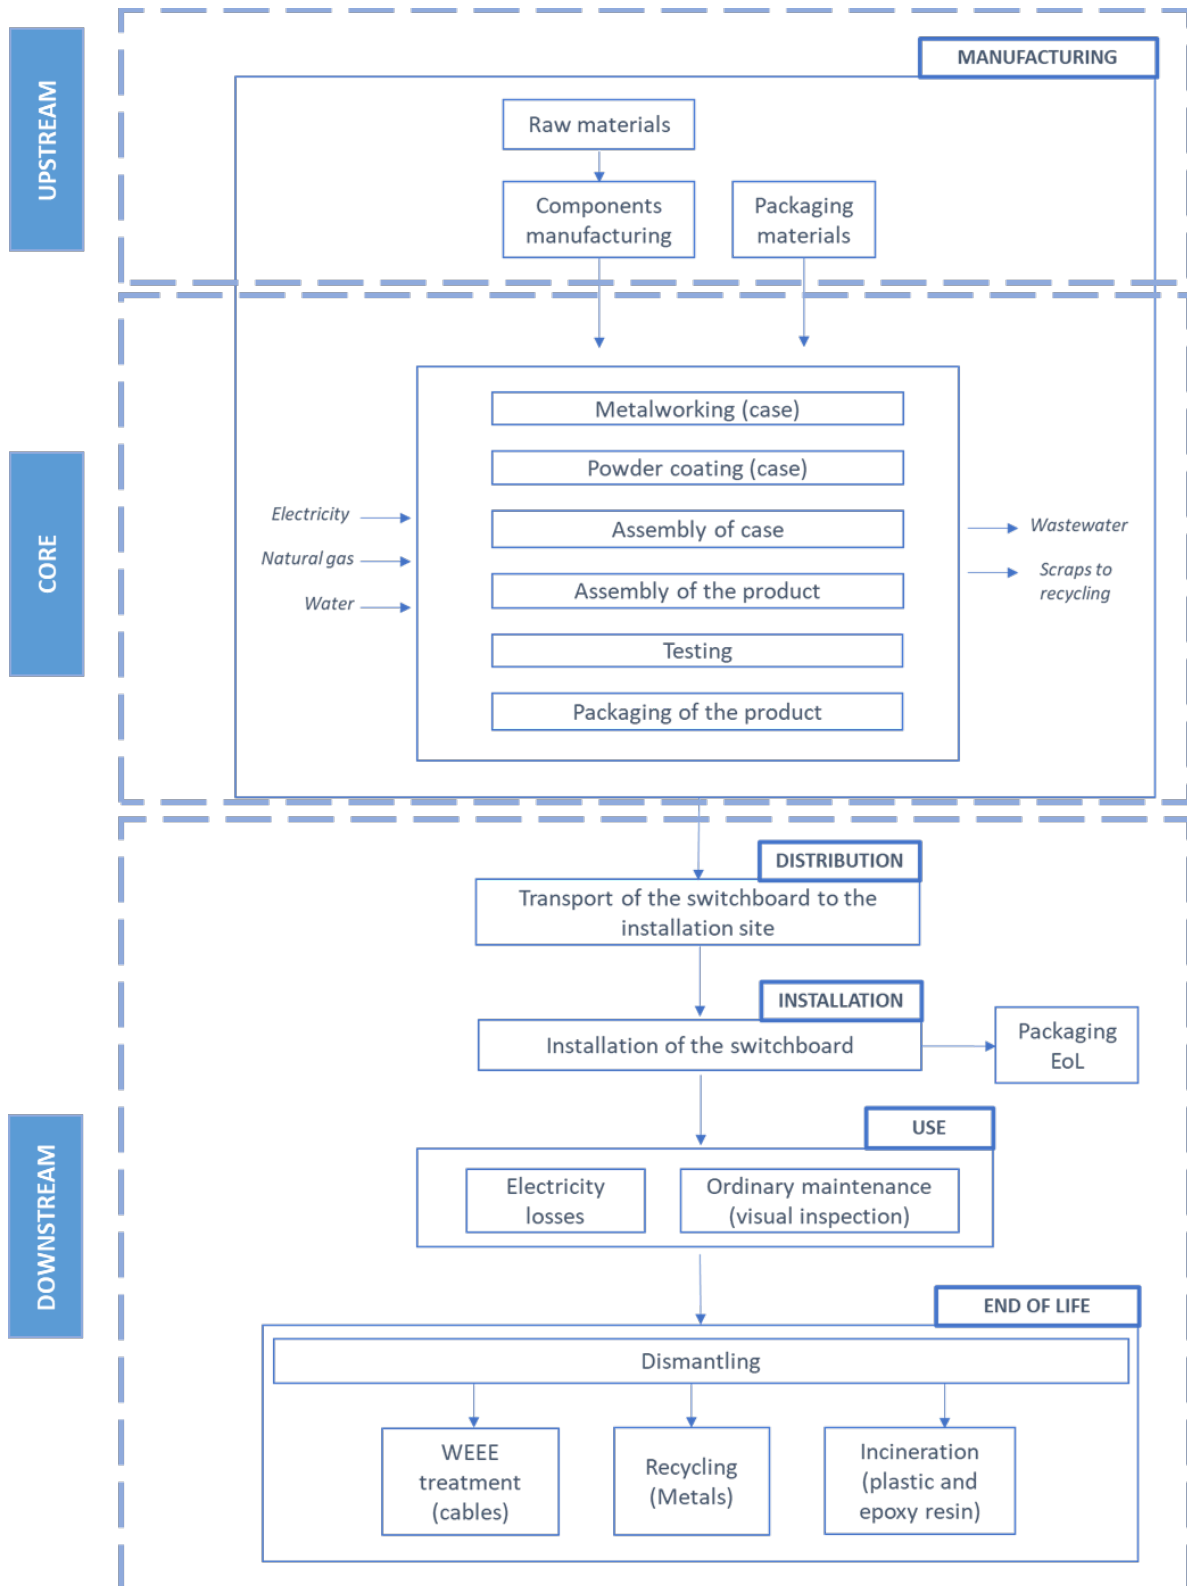 UPSTREAM
MANUFACTURING
Raw materials
Components
manufacturing
Packaging
materials
CORE
Metalworking (case)
Powder coating (case)
Assembly of case
Assembly of the product
Testing
Packaging of the product
Electricity
Natural gas
Water
Wastewater
Scraps to
recycling
DOWNSTREAM
DISTRIBUTION
Transport of the switchboard to the
installation site
INSTALLATION
Installation of the switchboard
Packaging
EoL
USE
Electricity
losses
Ordinary maintenance
(visual inspection)
END OF LIFE
Dismantling
WEEE
treatment
(cables)
Recycling
(Metals)
Incineration
(plastic and
epoxy resin)